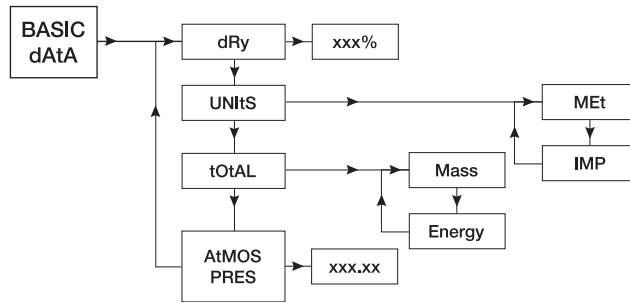 BASIC
dAtA
dRy
xxx%
UNItS
MEt
IMP
tOtAL
Mass
Energy
AtMOS
PRES
xxx.xx